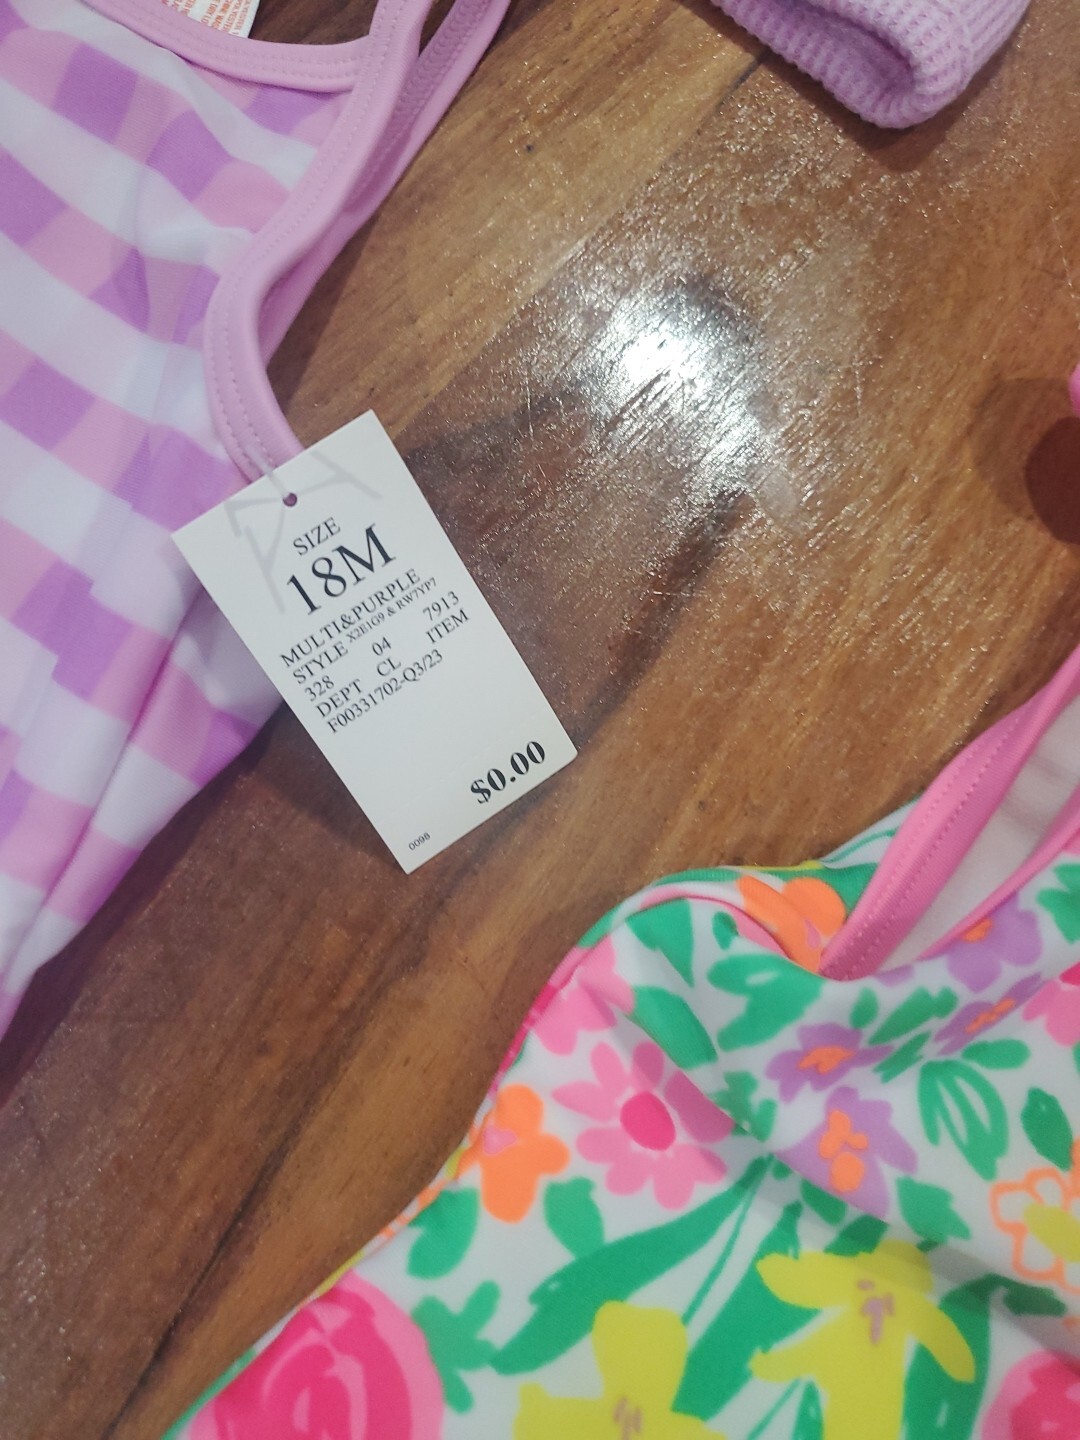 SIZE
18M
MULTI&PURPLE
STYLE X2E1G9 & RW7YP7
328 04 7913
DEPT CL ITEM
F00331702-Q3/23
$0.00
0098